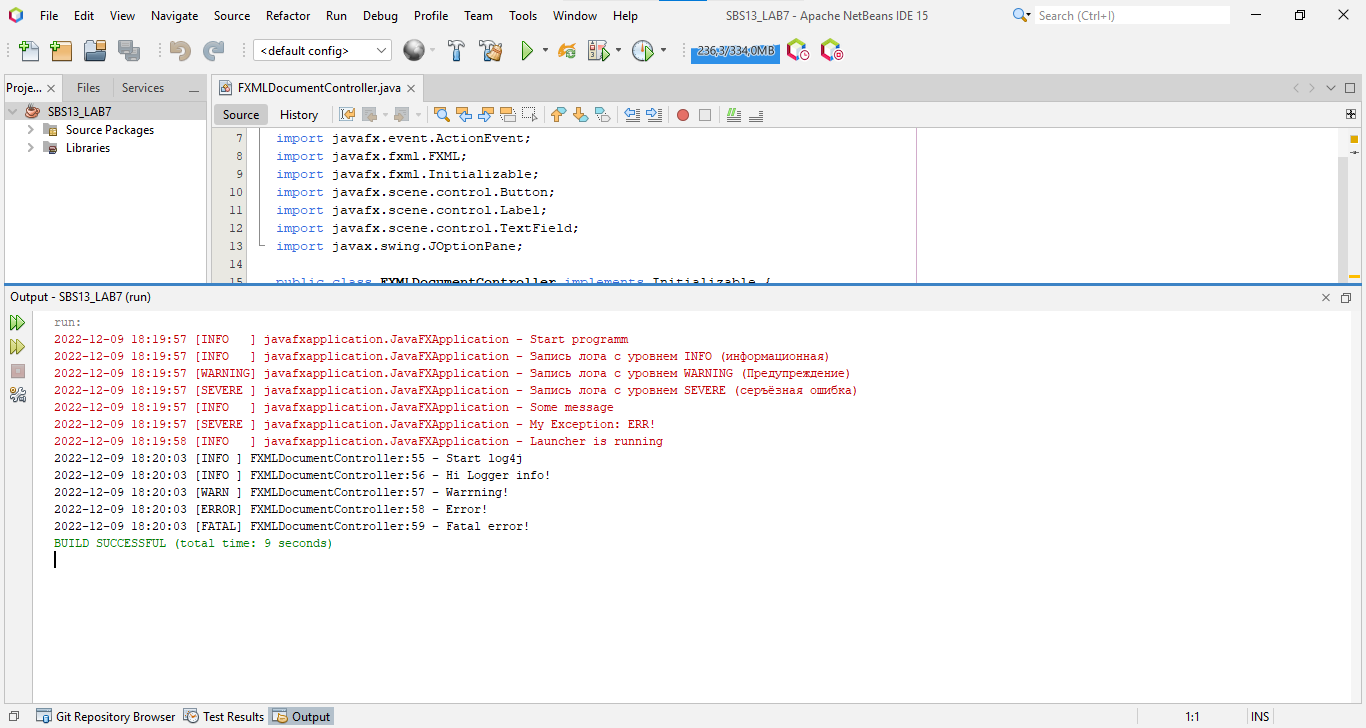 File Edit View Navigate Source Refactor Run Debug Profile Team Tools Window Help SBS13_LAB7 - Apache NetBeans IDE 15 Search (Ctrl+I)
<default config> 236,3/334,0MB
Proje... Files Services FXMLDocumentController.java
SBS13_LAB7
Source Packages
Libraries
Source History
7 import javafx.event.ActionEvent;
8 import javafx.fxml.FXML;
9 import javafx.fxml.Initializable;
10 import javafx.scene.control.Button;
11 import javafx.scene.control.Label;
12 import javafx.scene.control.TextField;
13 import javax.swing.JOptionPane;
14
15 public class FXMLDocumentController implements Initializable {
Output - SBS13_LAB7 (run)
run:
2022-12-09 18:19:57 [INFO   ] javafxapplication.JavaFXApplication - Start programm
2022-12-09 18:19:57 [INFO   ] javafxapplication.JavaFXApplication - Запись лога с уровнем INFO (информационная)
2022-12-09 18:19:57 [WARNING] javafxapplication.JavaFXApplication - Запись лога с уровнем WARNING (Предупреждение)
2022-12-09 18:19:57 [SEVERE ] javafxapplication.JavaFXApplication - Запись лога с уровнем SEVERE (серъёзная ошибка)
2022-12-09 18:19:57 [INFO   ] javafxapplication.JavaFXApplication - Some message
2022-12-09 18:19:57 [SEVERE ] javafxapplication.JavaFXApplication - My Exception: ERR!
2022-12-09 18:19:58 [INFO   ] javafxapplication.JavaFXApplication - Launcher is running
2022-12-09 18:20:03 [INFO ] FXMLDocumentController:55 - Start log4j
2022-12-09 18:20:03 [INFO ] FXMLDocumentController:56 - Hi Logger info!
2022-12-09 18:20:03 [WARN ] FXMLDocumentController:57 - Warrning!
2022-12-09 18:20:03 [ERROR] FXMLDocumentController:58 - Error!
2022-12-09 18:20:03 [FATAL] FXMLDocumentController:59 - Fatal error!
BUILD SUCCESSFUL (total time: 9 seconds)
Git Repository Browser Test Results Output 1:1 INS